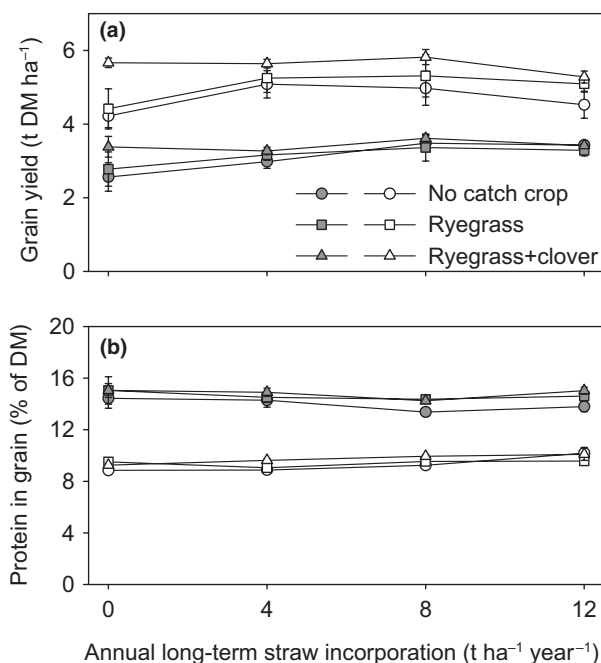 (a)
Grain yield (t DM ha⁻¹)
6
4
2
0
No catch crop
Ryegrass
Ryegrass+clover
(b)
Protein in grain (% of DM)
20
16
12
8
4
0
0 4 8 12
Annual long-term straw incorporation (t ha⁻¹ year⁻¹)